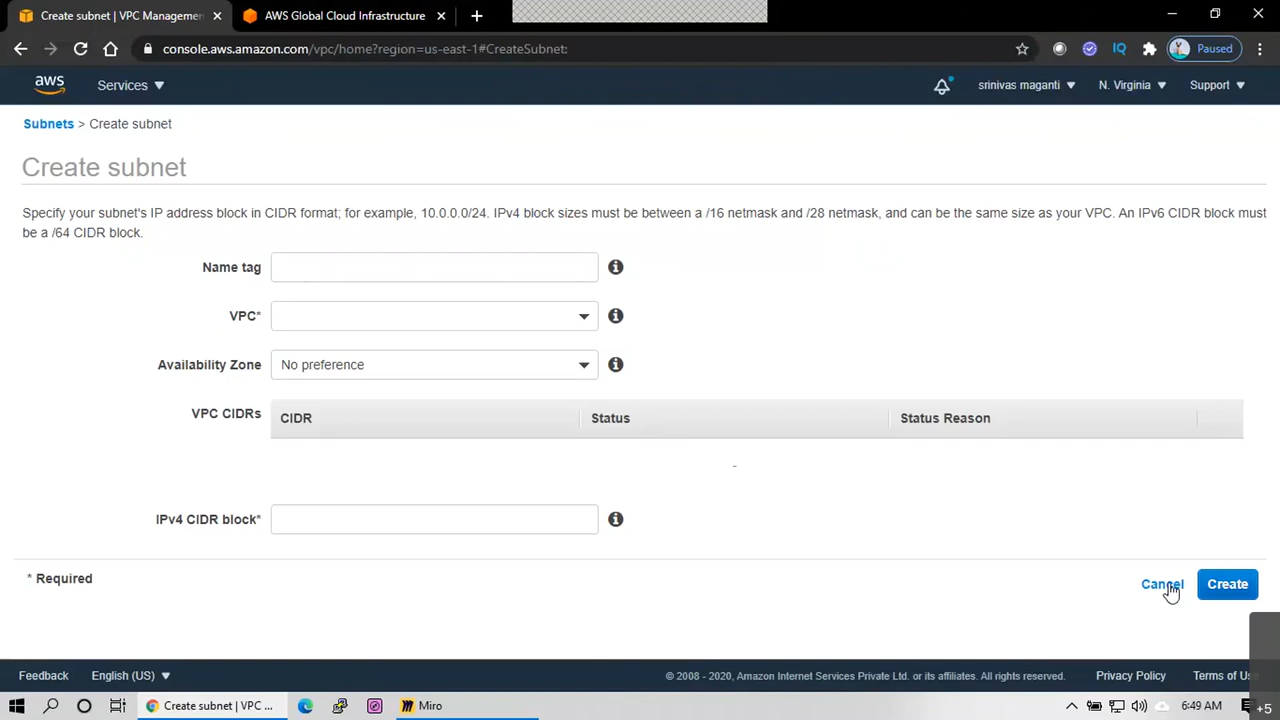 Create subnet | VPC Managemen
AWS Global Cloud Infrastructure
console.aws.amazon.com/vpc/home?region=us-east-1#CreateSubnet:
IQ
Paused
aws
Services
srinivas maganti
N. Virginia
Support
Subnets > Create subnet
Create subnet
Specify your subnet's IP address block in CIDR format; for example, 10.0.0.0/24. IPv4 block sizes must be between a /16 netmask and /28 netmask, and can be the same size as your VPC. An IPv6 CIDR block must
be a /64 CIDR block.
Name tag
VPC*
Availability Zone
No preference
VPC CIDRs
CIDR
Status
Status Reason
-
IPv4 CIDR block*
* Required
Cancel
Create
Feedback
English (US)
© 2008 - 2020, Amazon Internet Services Private Ltd. or its affiliates. All rights reserved.
Privacy Policy
Terms of Us
Create subnet | VPC ...
Miro
6:49 AM
+5